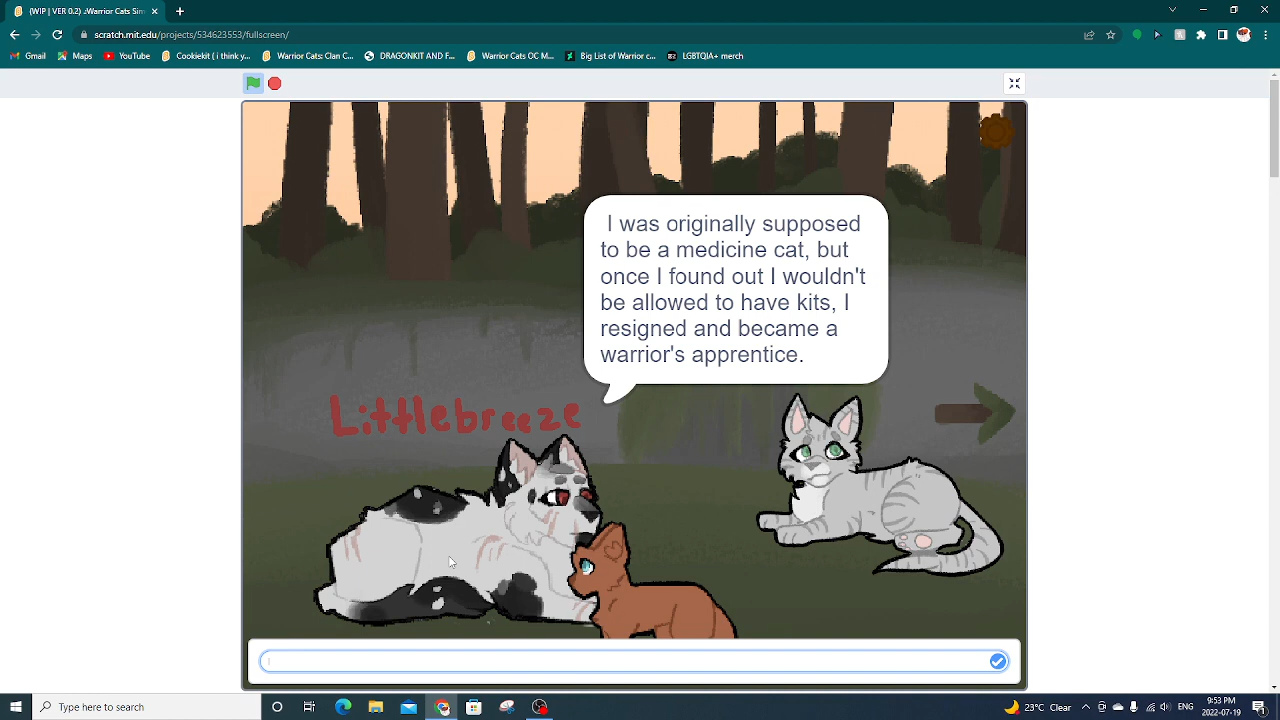 (WIP | VER 0.2) :Warrior Cats Sim
scratch.mit.edu/projects/534623553/fullscreen/
Gmail
Maps
YouTube
Cookiekit ( i think y...
Warrior Cats: Clan C...
DRAGONKIT AND F...
Warrior Cats OC M...
Big List of Warrior c...
LGBTQIA+ merch
I was originally supposed
to be a medicine cat, but
once I found out I wouldn't
be allowed to have kits, I
resigned and became a
warrior's apprentice.
Littlebreeze
Type here to search
23°C Clear
ENG
9:53 PM
2022-07-19